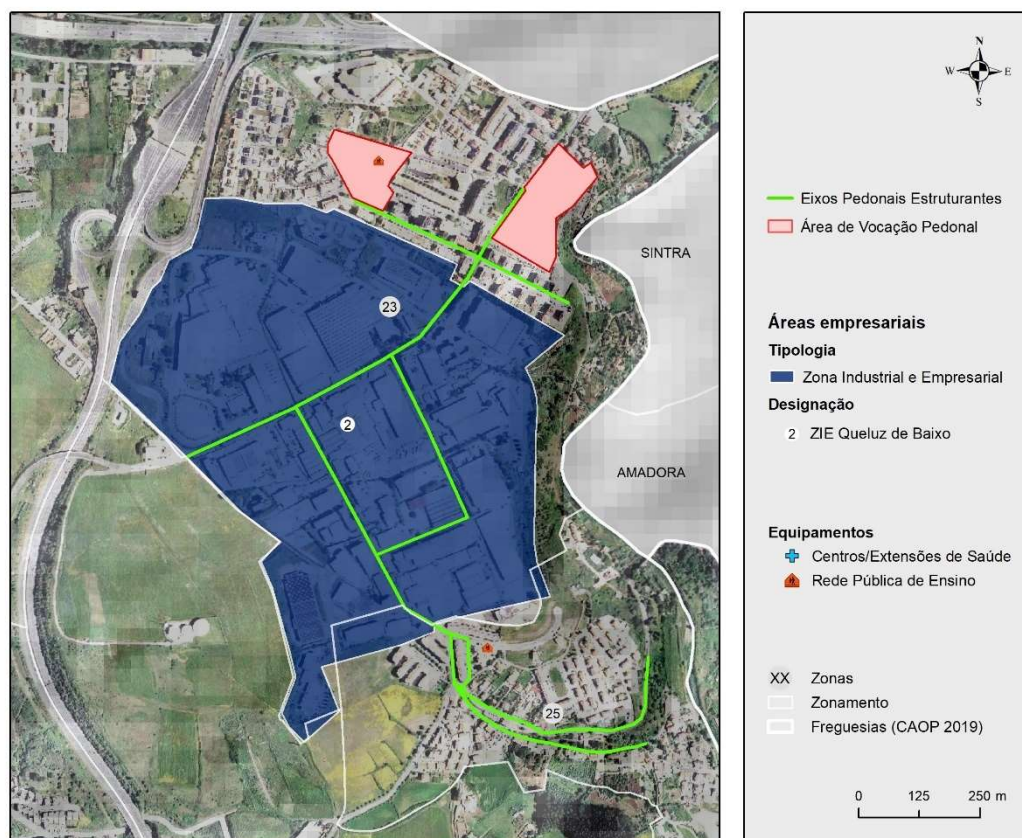 23
SINTRA
2
AMADORA
25
N
W
E
S
Eixos Pedonais Estruturantes
Área de Vocação Pedonal
Áreas empresariais
Tipologia
Zona Industrial e Empresarial
Designação
2 ZIE Queluz de Baixo
Equipamentos
Centros/Extensões de Saúde
Rede Pública de Ensino
XX Zonas
Zonamento
Freguesias (CAOP 2019)
0 125 250 m